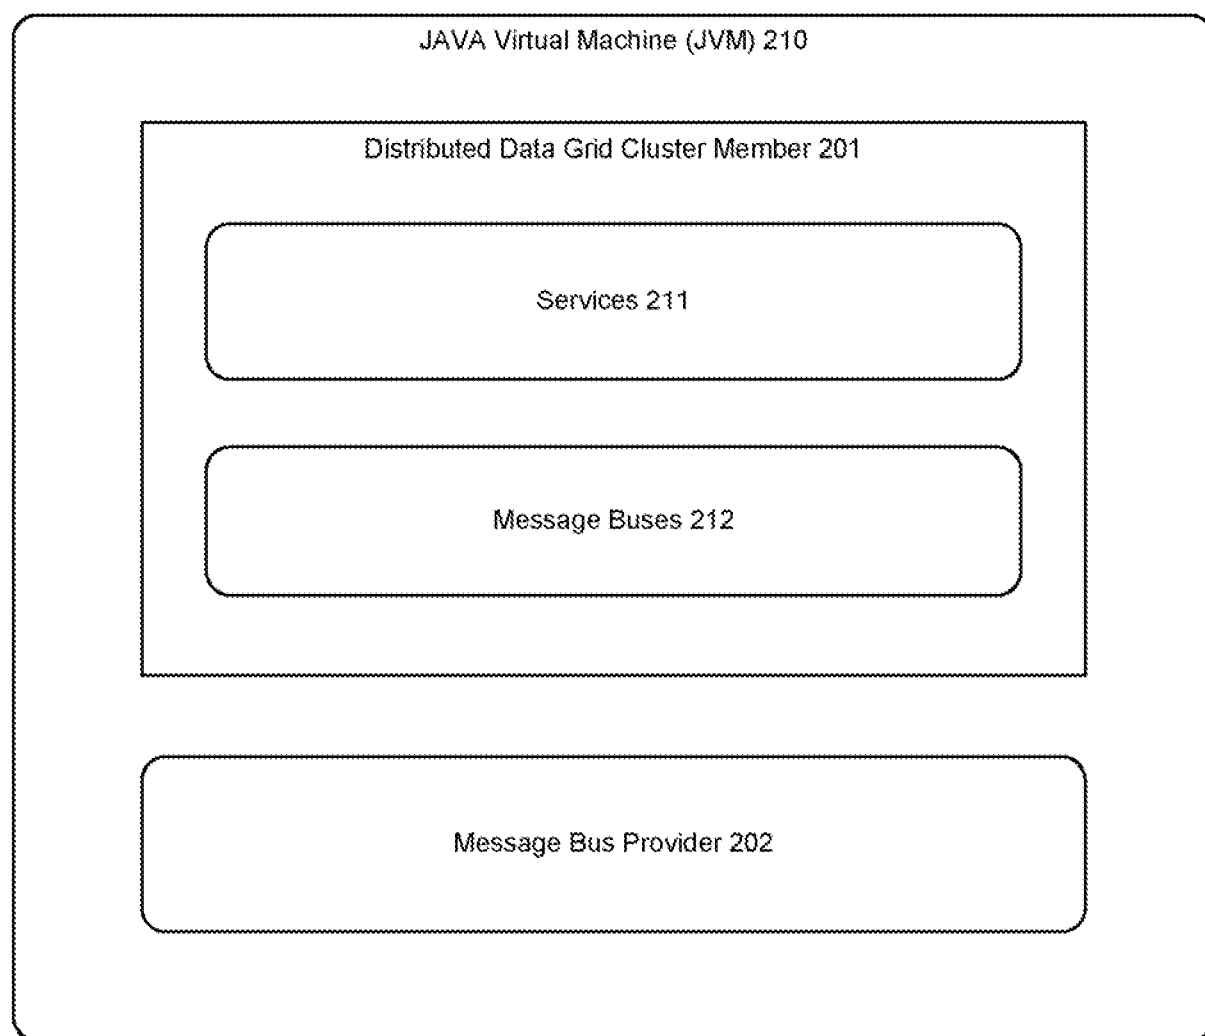 JAVA Virtual Machine (JVM) 210
Distributed Data Grid Cluster Member 201
Services 211
Message Buses 212
Message Bus Provider 202